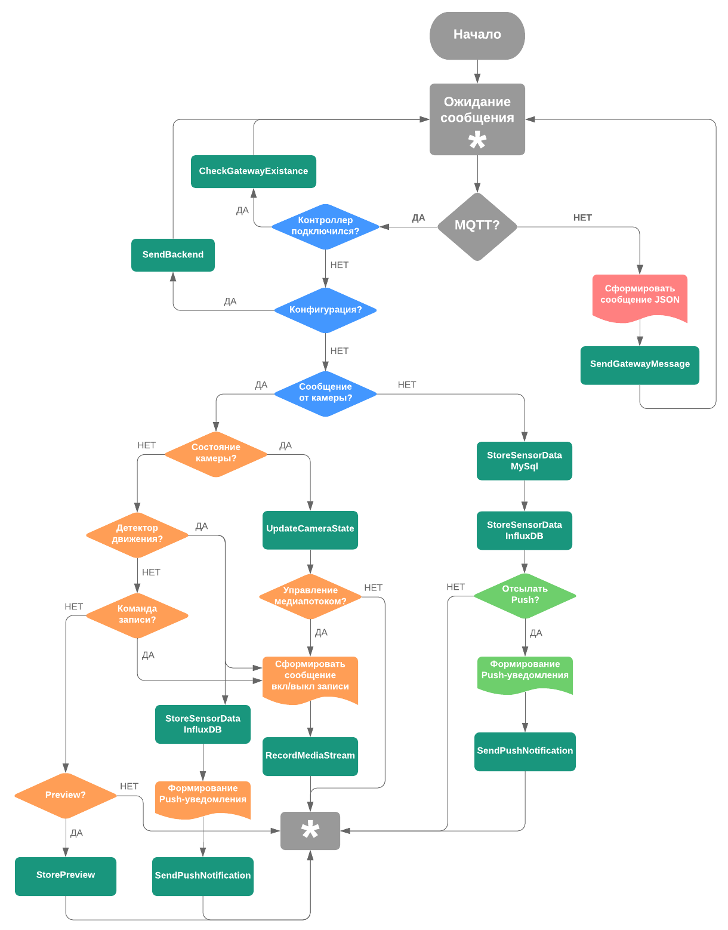 Начало
Ожидание
сообщения
*
CheckGatewayExistance
ДА
Контроллер
подключился?
ДА
MQTT?
НЕТ
SendBackend
НЕТ
Сформировать
сообщение JSON
ДА
Конфигурация?
НЕТ
SendGatewayMessage
ДА
Сообщение
от камеры?
НЕТ
НЕТ
Состояние
камеры?
ДА
StoreSensorData
MySql
Детектор
движения?
ДА
UpdateCameraState
StoreSensorData
InfluxDB
НЕТ
Управление
медиапотоком?
НЕТ
НЕТ
Отсылать
Push?
НЕТ
Команда
записи?
ДА
ДА
ДА
Сформировать
сообщение
вкл/выкл записи
Формирование
Push-уведомления
StoreSensorData
InfluxDB
RecordMediaStream
SendPushNotification
Preview?
НЕТ
Формирование
Push-уведомления
*
ДА
StorePreview
SendPushNotification